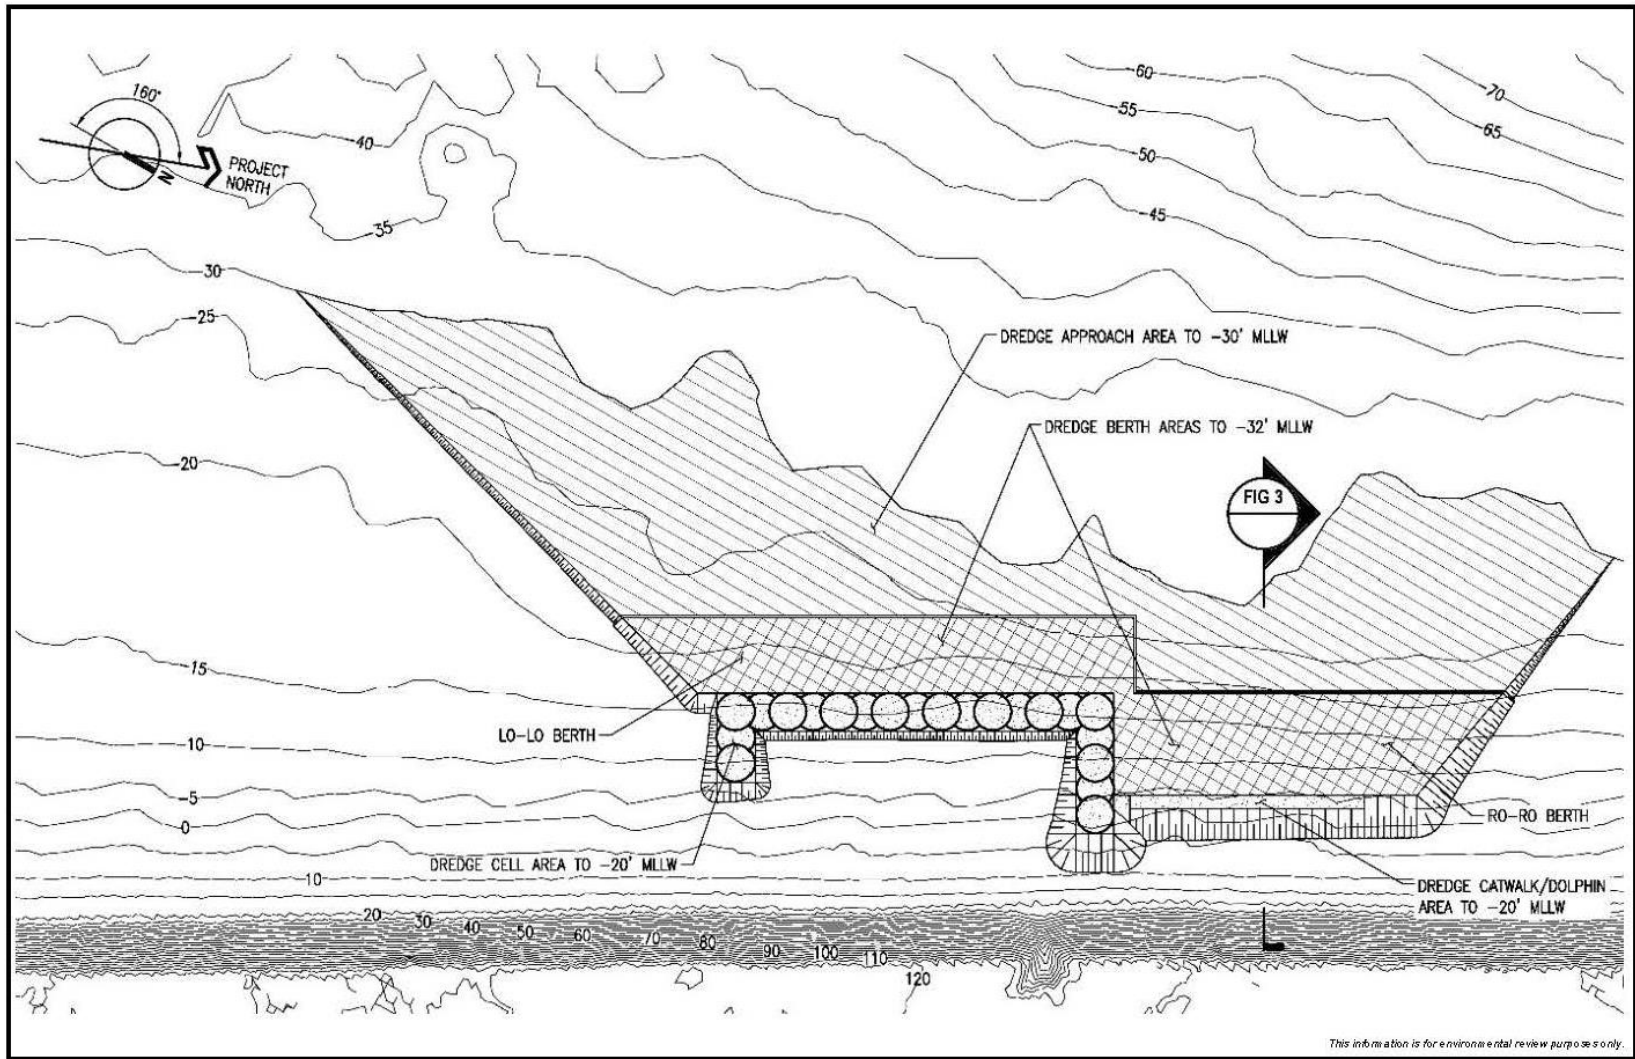 -60
-70
160°
-55
-65
-40
-50
PROJECT
NORTH
N
-45
-35
-30
-25
DREDGE APPROACH AREA TO -30' MLLW
DREDGE BERTH AREAS TO -32' MLLW
-20
FIG 3
-15
LO-LO BERTH
-10
-5
RO-RO BERTH
0
DREDGE CELL AREA TO -20' MLLW
10
DREDGE CATWALK/DOLPHIN
AREA TO -20' MLLW
20
30
40
50
60
70
80
90
100
110
120
This information is for environmental review purposes only.